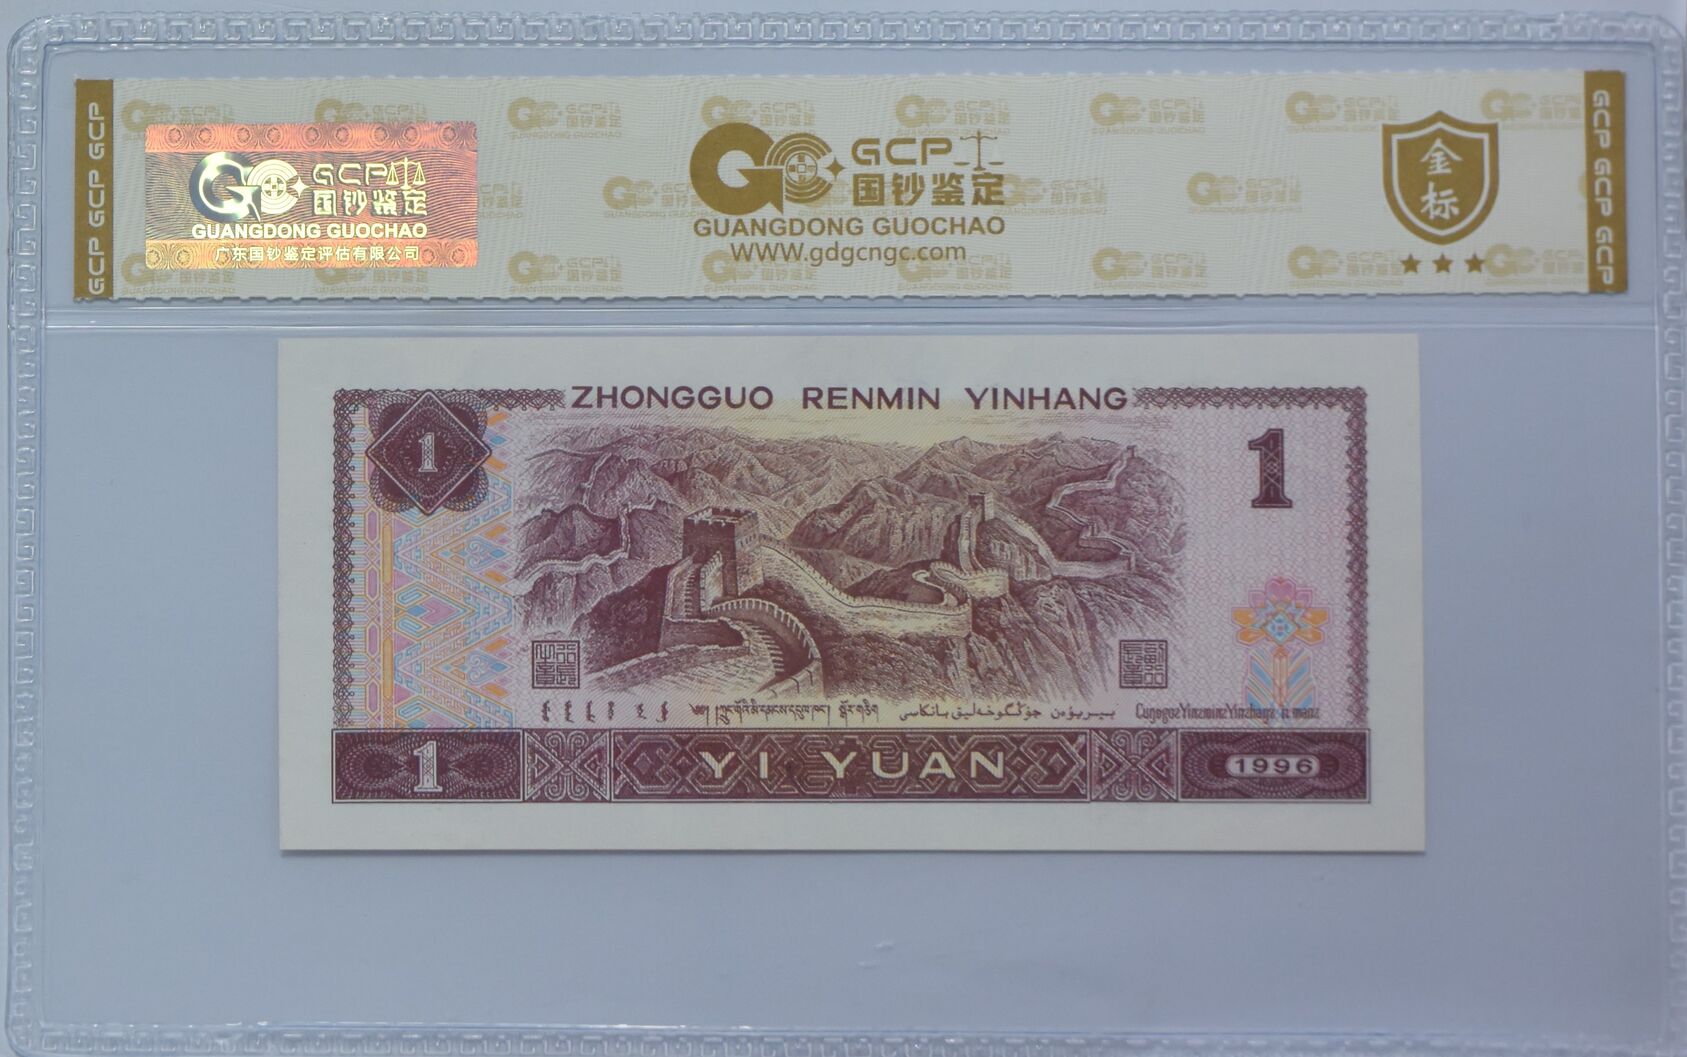 GCP GCP GCP
GCP 国钞鉴定
GUANGDONG GUOCHAO
广东国钞鉴定评估有限公司
GCP
国钞鉴定
GUANGDONG GUOCHAO
WWW.gdgcngc.com
金标
GCP GCP GCP
ZHONGGUO RENMIN YINHANG
1
1
1
YI YUAN
1996